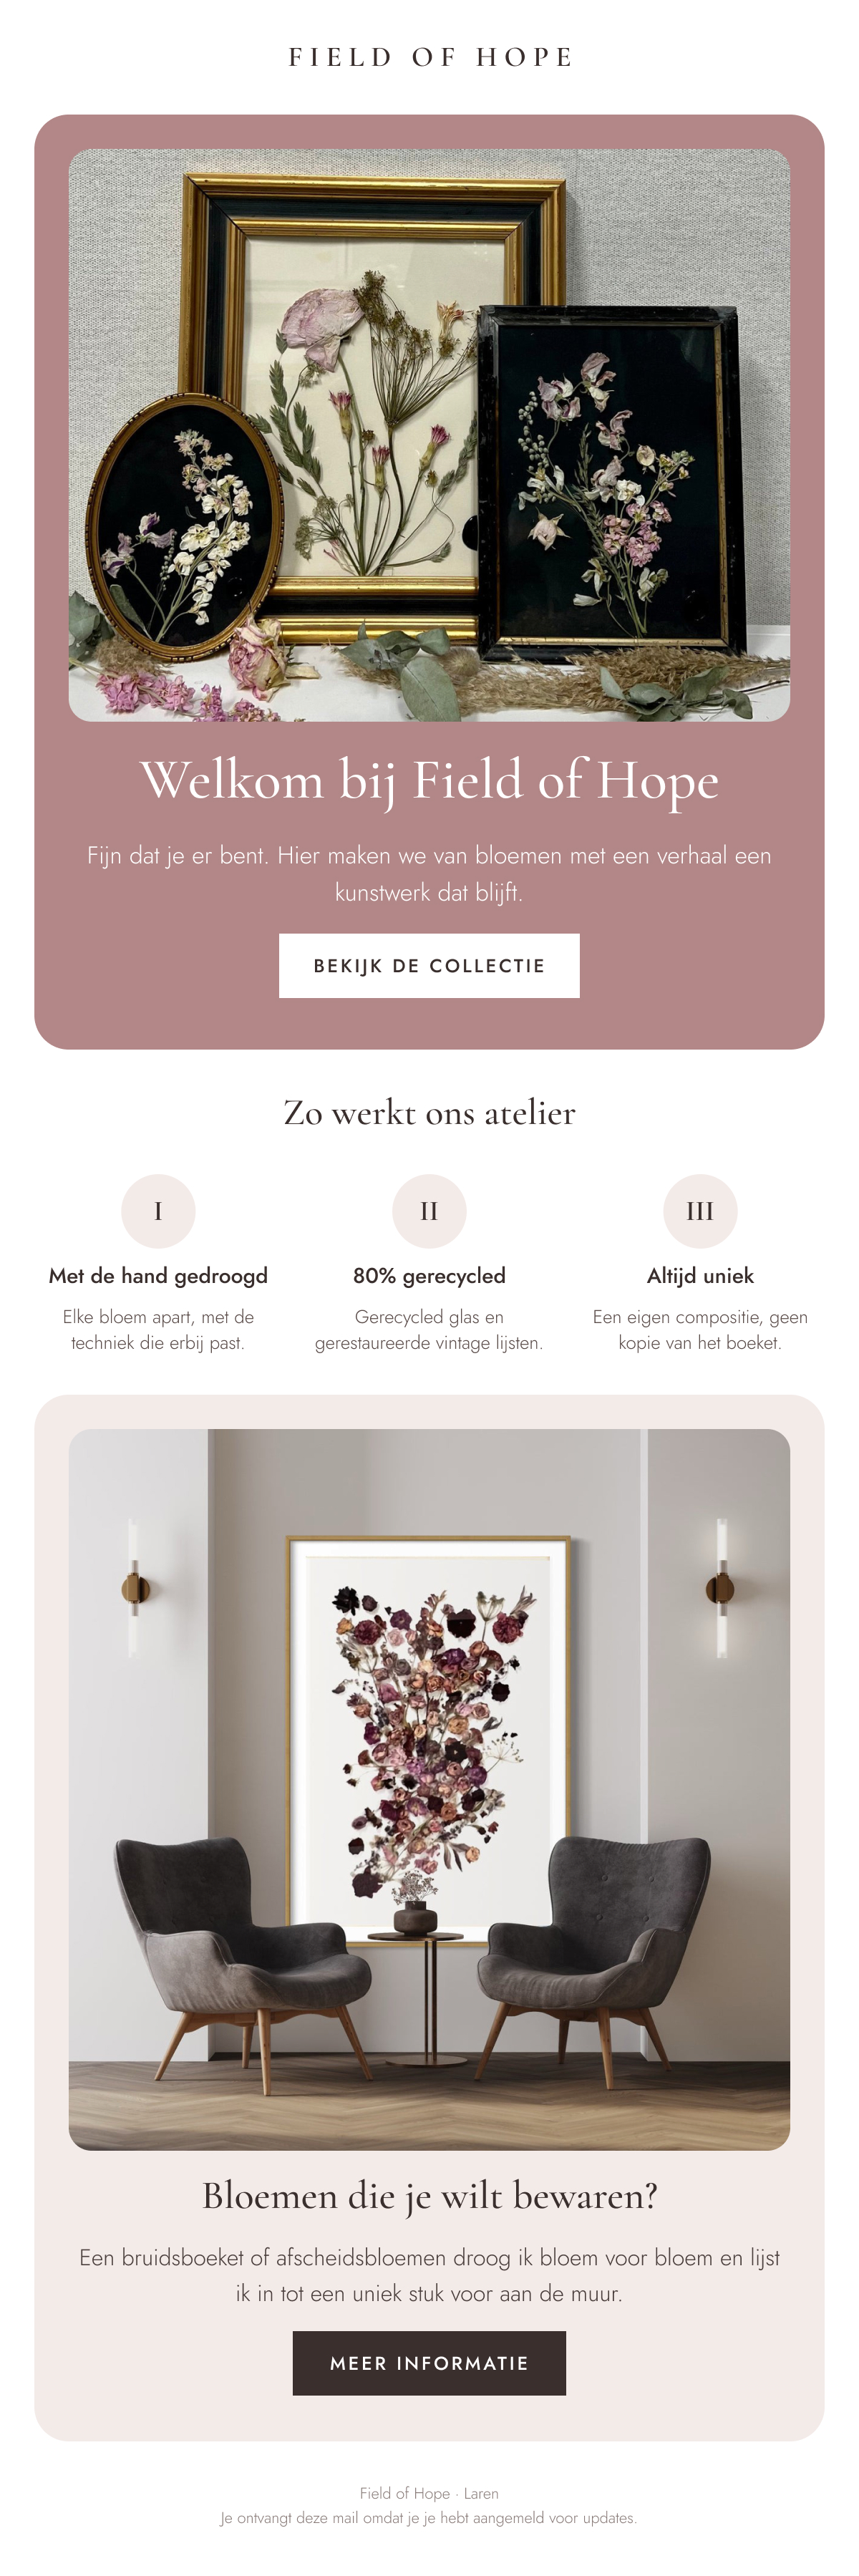 FIELD OF HOPE
Welkom bij Field of Hope
Fijn dat je er bent. Hier maken we van bloemen met een verhaal een
kunstwerk dat blijft.
BEKIJK DE COLLECTIE
Zo werkt ons atelier
I
Met de hand gedroogd
Elke bloem apart, met de
techniek die erbij past.
II
80% gerecycled
Gerecycled glas en
gerestaureerde vintage lijsten.
III
Altijd uniek
Een eigen compositie, geen
kopie van het boeket.
Bloemen die je wilt bewaren?
Een bruidsboeket of afscheidsbloemen droog ik bloem voor bloem en lijst
ik in tot een uniek stuk voor aan de muur.
MEER INFORMATIE
Field of Hope · Laren
Je ontvangt deze mail omdat je je hebt aangemeld voor updates.